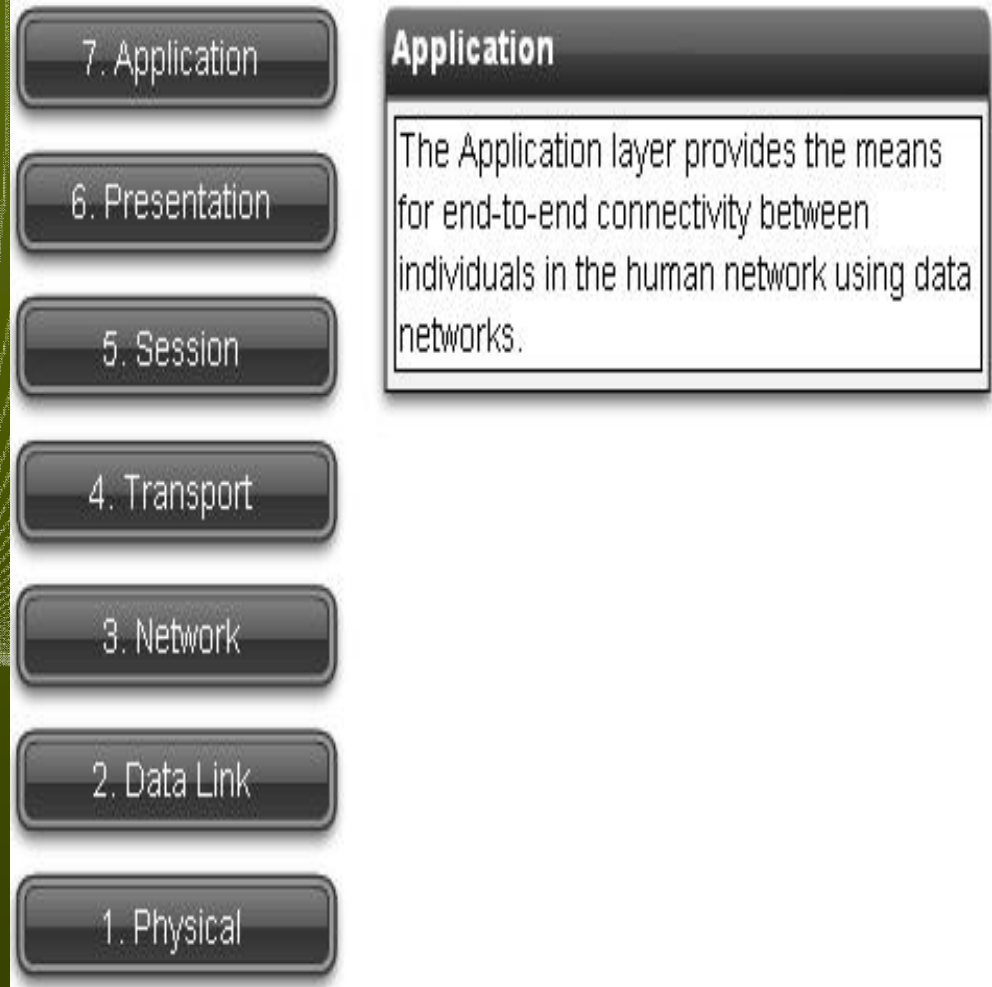 7. Application
6. Presentation
5. Session
4. Transport
3. Network
2. Data Link
1. Physical
Application
The Application layer provides the means
for end-to-end connectivity between
individuals in the human network using data
networks.